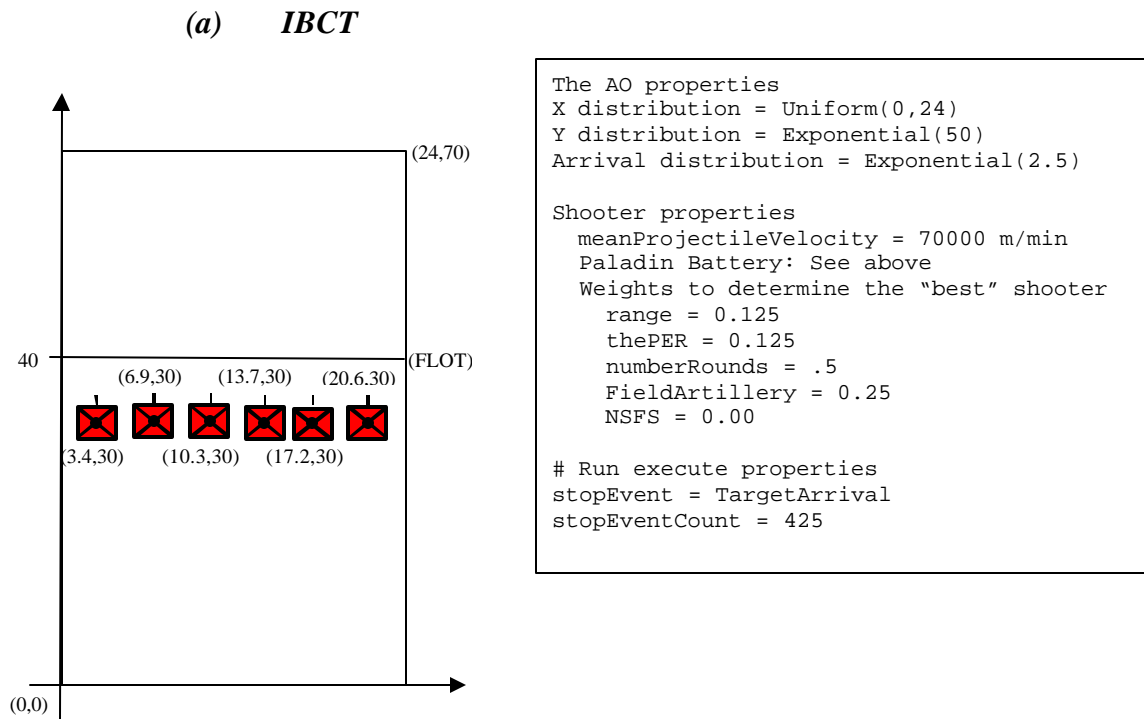 (a) IBCT
(24,70)
40
(FLOT)
(6.9,30) (13.7,30) (20.6,30)
(3.4,30) (10.3,30) (17.2,30)
(0,0)
The AO properties
X distribution = Uniform(0,24)
Y distribution = Exponential(50)
Arrival distribution = Exponential(2.5)
Shooter properties
meanProjectileVelocity = 70000 m/min
Paladin Battery: See above
Weights to determine the “best” shooter
range = 0.125
thePER = 0.125
numberRounds = .5
FieldArtillery = 0.25
NSFS = 0.00
# Run execute properties
stopEvent = TargetArrival
stopEventCount = 425